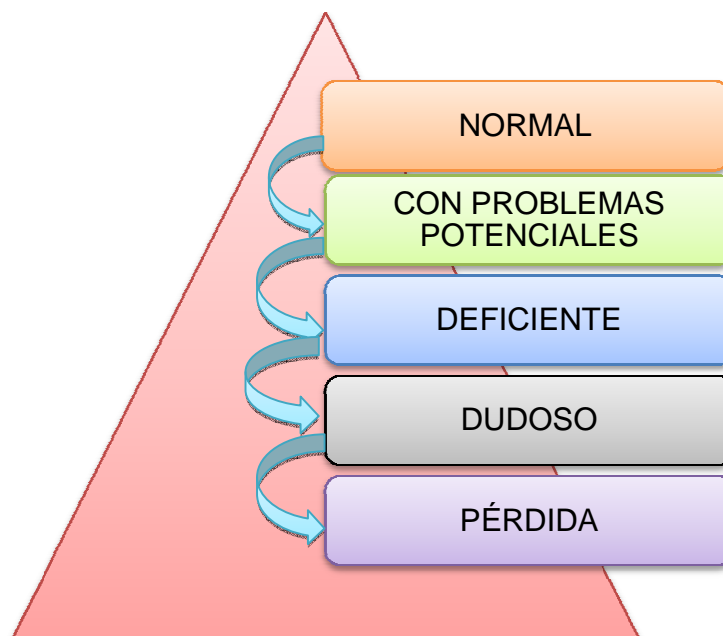 NORMAL
CON PROBLEMAS
POTENCIALES
DEFICIENTE
DUDOSO
PÉRDIDA